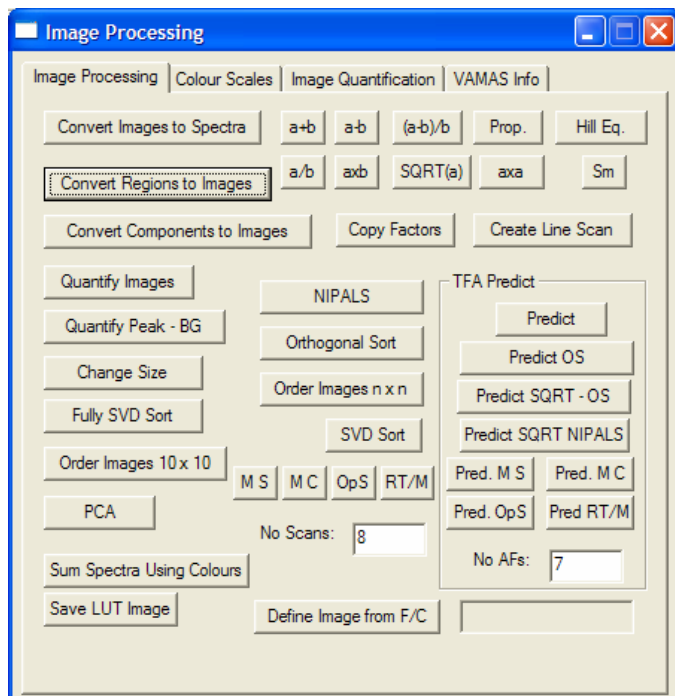 Image Processing
Image Processing Colour Scales Image Quantification VAMAS Info
Convert Images to Spectra a+b a-b (a-b)/b Prop. Hill Eq.
Convert Regions to Images a/b axb SQRT(a) axa Sm
Convert Components to Images Copy Factors Create Line Scan
Quantify Images
NIPALS
TFA Predict
Predict
Quantify Peak - BG
Orthogonal Sort
Predict OS
Change Size
Order Images n x n
Predict SQRT - OS
Fully SVD Sort
SVD Sort
Predict SQRT NIPALS
Order Images 10 x 10
M S M C OpS RT/M
Pred. M S Pred. M C
PCA
Pred. OpS Pred RT/M
No Scans: 8
No AFs: 7
Sum Spectra Using Colours
Save LUT Image
Define Image from F/C